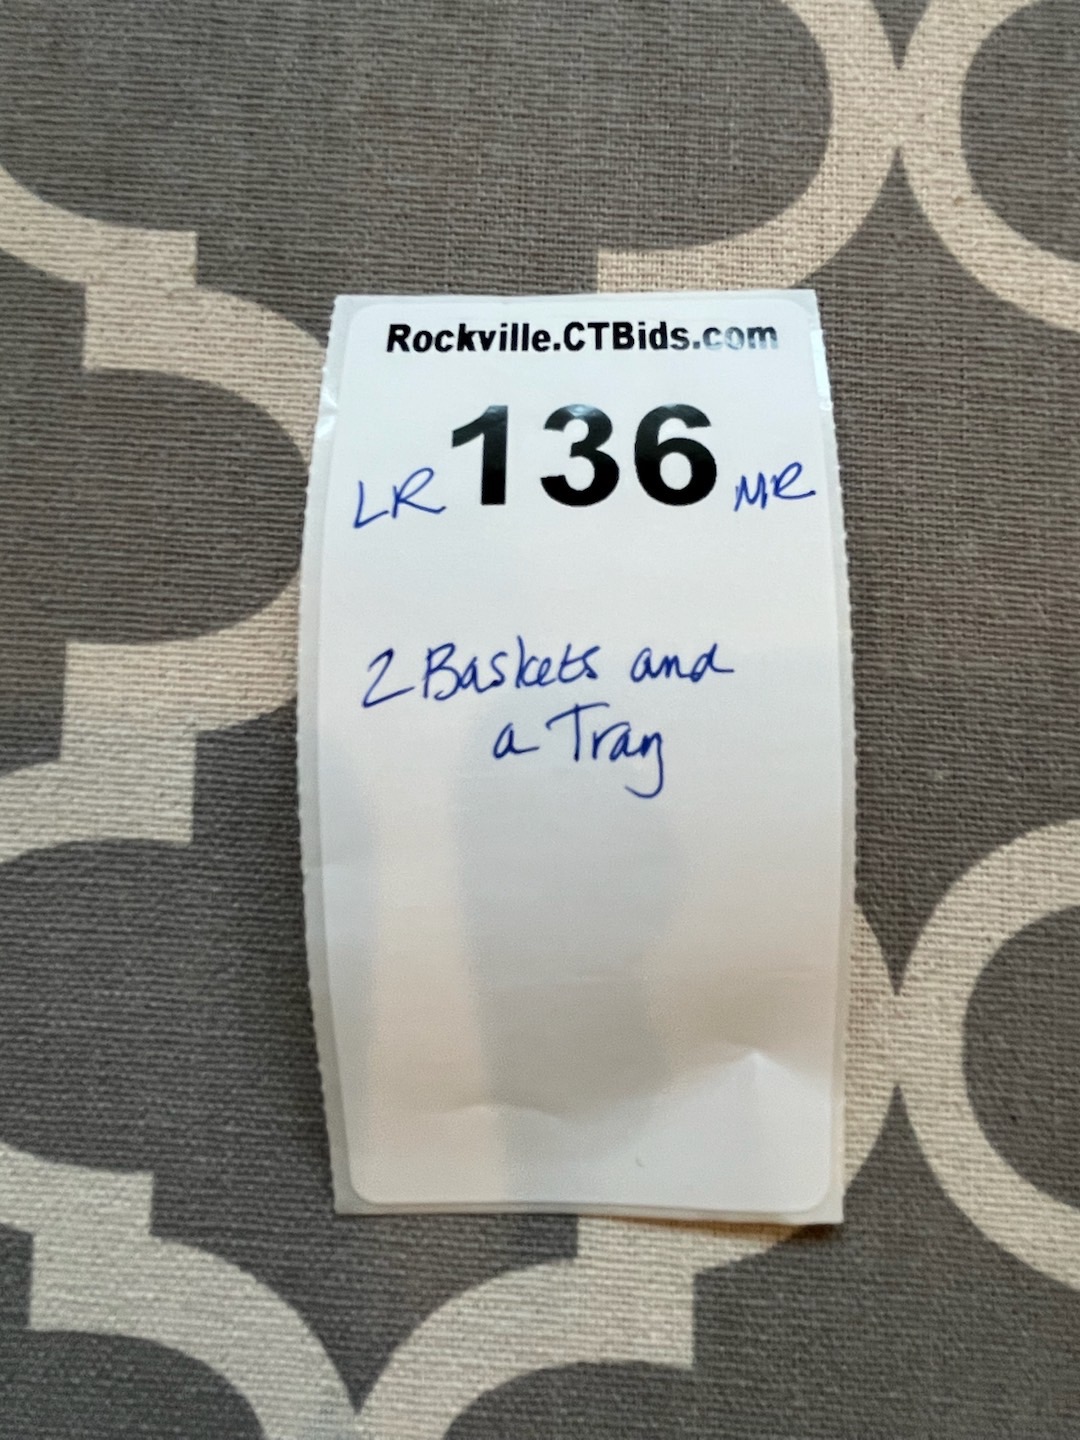 Rockville.CTBids.com
LR 136 MR
2 Baskets and
a Tray